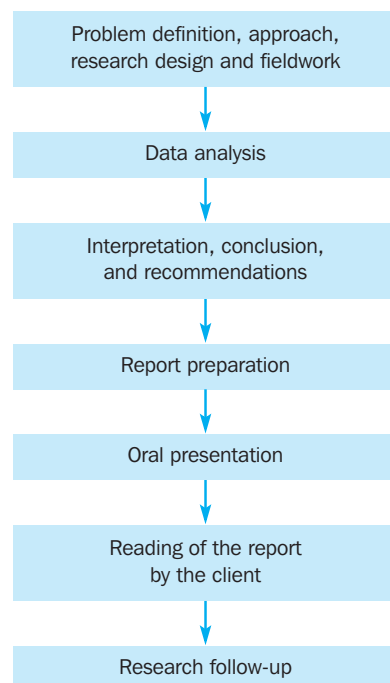 Problem definition, approach,
research design and fieldwork
Data analysis
Interpretation, conclusion,
and recommendations
Report preparation
Oral presentation
Reading of the report
by the client
Research follow-up